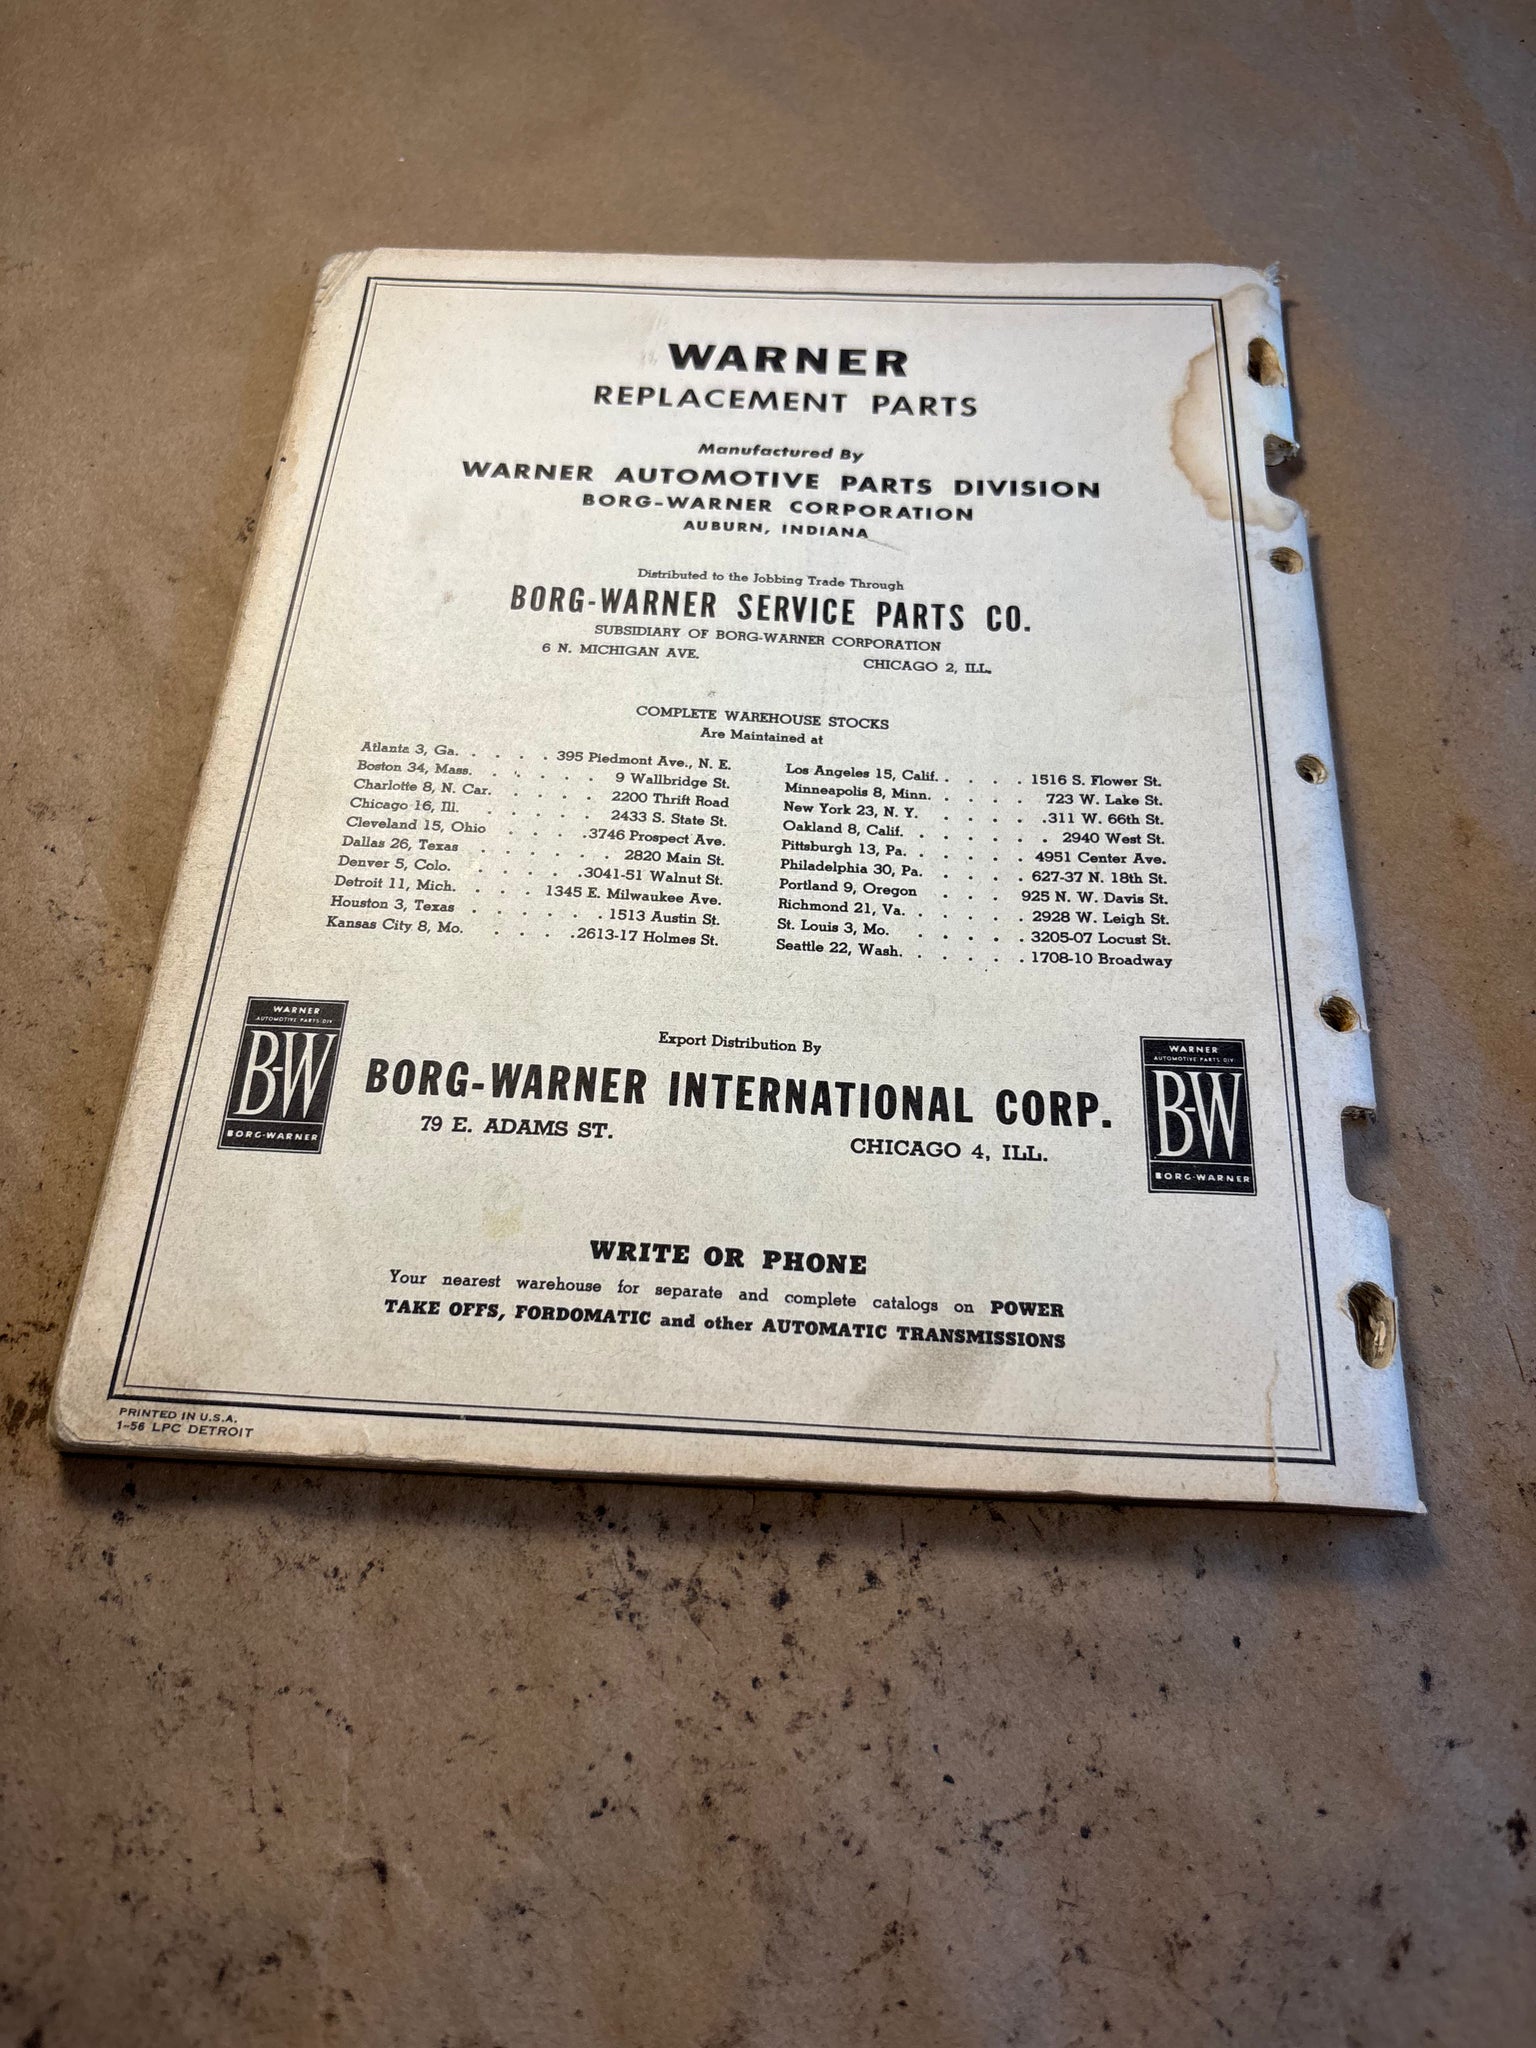 WARNER
REPLACEMENT PARTS
Manufactured By
WARNER AUTOMOTIVE PARTS DIVISION
BORG-WARNER CORPORATION
AUBURN, INDIANA
Distributed to the Jobbing Trade Through
BORG-WARNER SERVICE PARTS CO.
SUBSIDIARY OF BORG-WARNER CORPORATION
6 N. MICHIGAN AVE. CHICAGO 2, ILL.
COMPLETE WAREHOUSE STOCKS
Are Maintained at
Atlanta 3, Ga. . . . . . 395 Piedmont Ave., N. E.
Boston 34, Mass. . . . . . . 9 Wallbridge St.
Charlotte 8, N. Car. . . . . 2200 Thrift Road
Chicago 16, Ill. . . . . . 2433 S. State St.
Cleveland 15, Ohio . . . .3746 Prospect Ave.
Dallas 26, Texas . . . . . . 2820 Main St.
Denver 5, Colo. . . . . . .3041-51 Walnut St.
Detroit 11, Mich. . . . 1345 E. Milwaukee Ave.
Houston 3, Texas . . . . . . 1513 Austin St.
Kansas City 8, Mo. . . . .2613-17 Holmes St.
Los Angeles 15, Calif. . . . . 1516 S. Flower St.
Minneapolis 8, Minn. . . . . 723 W. Lake St.
New York 23, N. Y. . . . . .311 W. 66th St.
Oakland 8, Calif. . . . . . . 2940 West St.
Pittsburgh 13, Pa. . . . . . 4951 Center Ave.
Philadelphia 30, Pa. . . . . 627-37 N. 18th St.
Portland 9, Oregon . . . 925 N. W. Davis St.
Richmond 21, Va. . . . . . 2928 W. Leigh St.
St. Louis 3, Mo. . . . . . 3205-07 Locust St.
Seattle 22, Wash. . . . . . 1708-10 Broadway
WARNER
AUTOMOTIVE PARTS DIV
B-W
BORG-WARNER
Export Distribution By
BORG-WARNER INTERNATIONAL CORP.
79 E. ADAMS ST. CHICAGO 4, ILL.
WARNER
AUTOMOTIVE PARTS DIV
B-W
BORG-WARNER
WRITE OR PHONE
Your nearest warehouse for separate and complete catalogs on POWER
TAKE OFFS, FORDOMATIC and other AUTOMATIC TRANSMISSIONS
PRINTED IN U.S.A.
1-56 LPC DETROIT